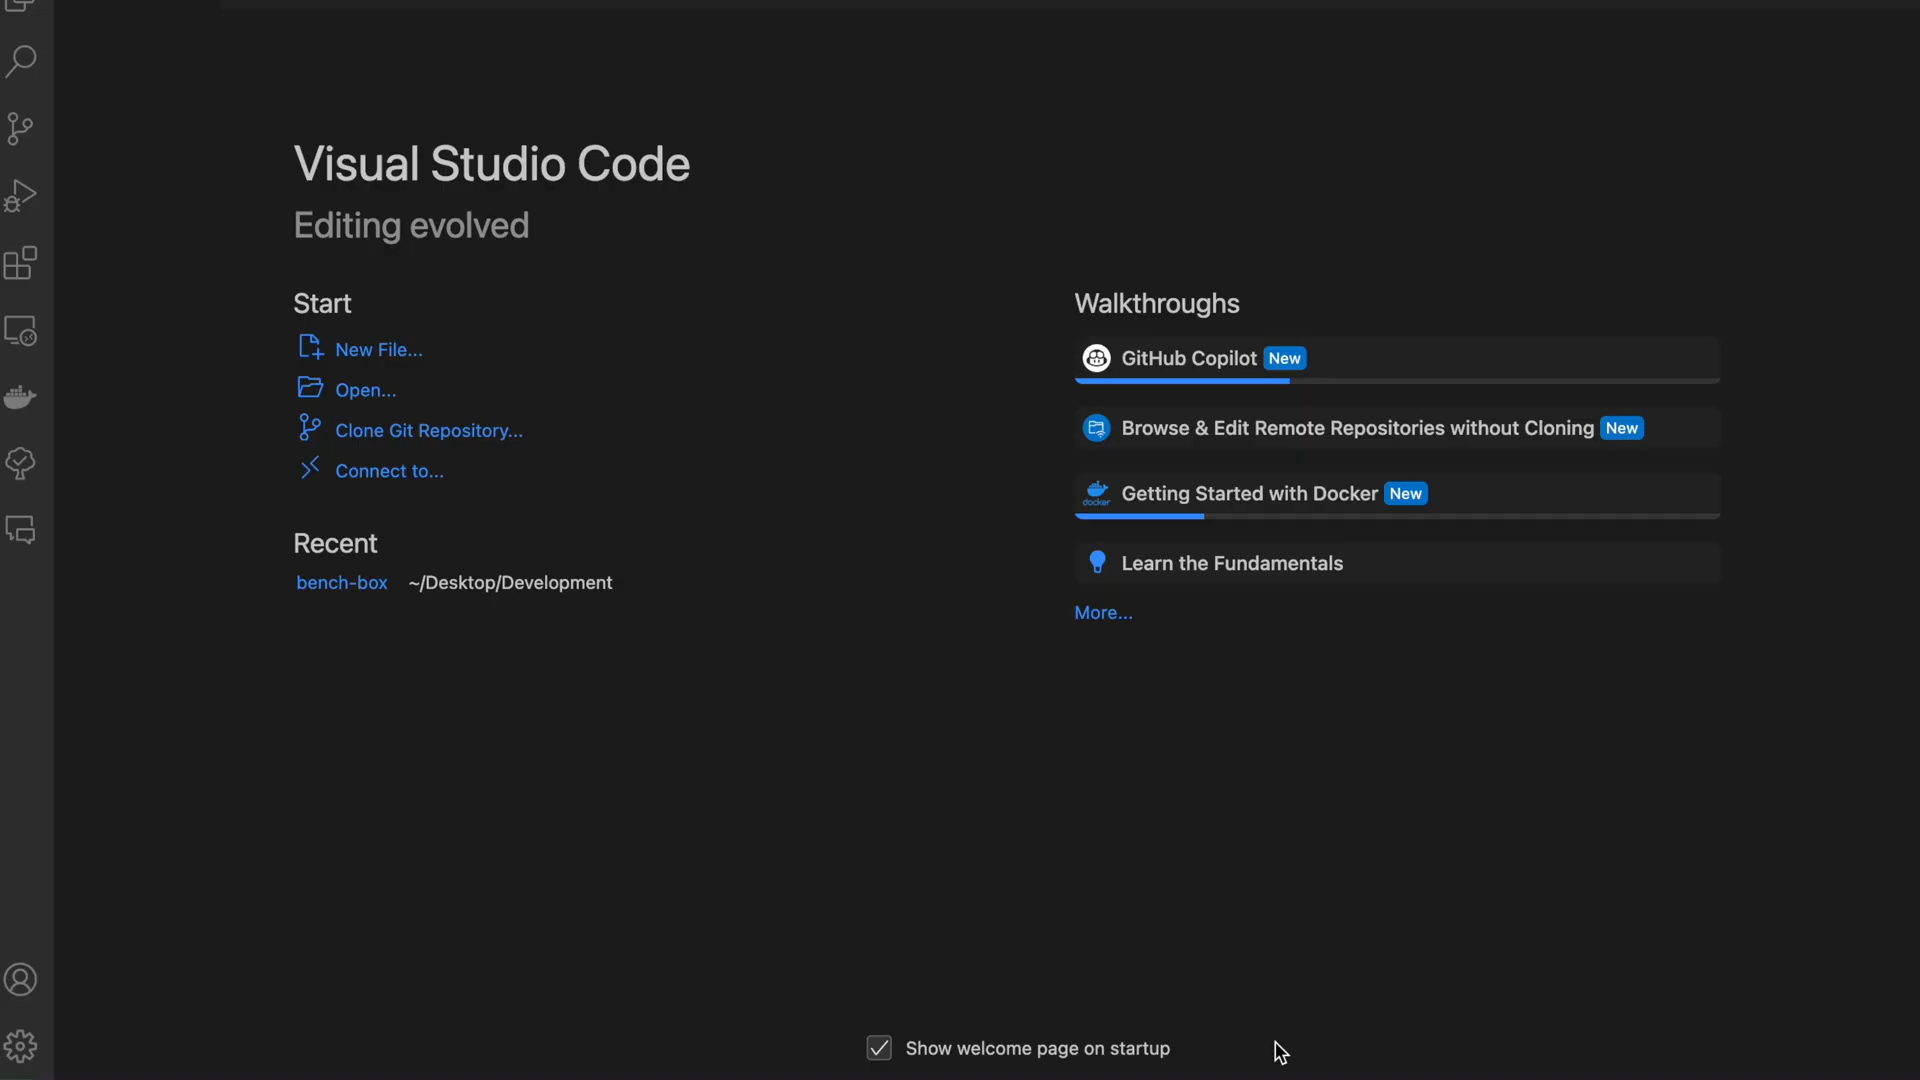 Visual Studio Code
Editing evolved
Start
New File...
Open...
Clone Git Repository...
Connect to...
Recent
bench-box ~/Desktop/Development
Walkthroughs
GitHub Copilot New
Browse & Edit Remote Repositories without Cloning New
docker Getting Started with Docker New
Learn the Fundamentals
More...
Show welcome page on startup